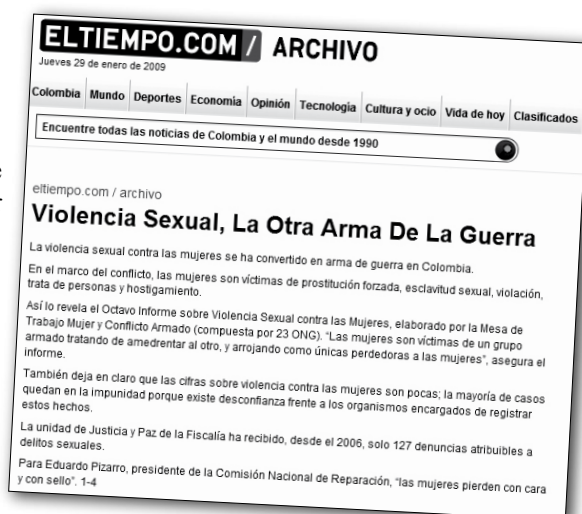 ELTIEMPO.COM / ARCHIVO
Jueves 29 de enero de 2009
Colombia Mundo Deportes Economía Opinión Tecnología Cultura y ocio Vida de hoy Clasificados
Encuentre todas las noticias de Colombia y el mundo desde 1990
eltiempo.com / archivo
Violencia Sexual, La Otra Arma De La Guerra
La violencia sexual contra las mujeres se ha convertido en arma de guerra en Colombia.
En el marco del conflicto, las mujeres son víctimas de prostitución forzada, esclavitud sexual, violación,
trata de personas y hostigamiento.
Así lo revela el Octavo Informe sobre Violencia Sexual contra las Mujeres, elaborado por la Mesa de
Trabajo Mujer y Conflicto Armado (compuesta por 23 ONG). "Las mujeres son víctimas de un grupo
armado tratando de amedrentar al otro, y arrojando como únicas perdedoras a las mujeres", asegura el
informe.
También deja en claro que las cifras sobre violencia contra las mujeres son pocas; la mayoría de casos
quedan en la impunidad porque existe desconfianza frente a los organismos encargados de registrar
estos hechos.
La unidad de Justicia y Paz de la Fiscalía ha recibido, desde el 2006, solo 127 denuncias atribuibles a
delitos sexuales.
Para Eduardo Pizarro, presidente de la Comisión Nacional de Reparación, "las mujeres pierden con cara
y con sello". 1-4